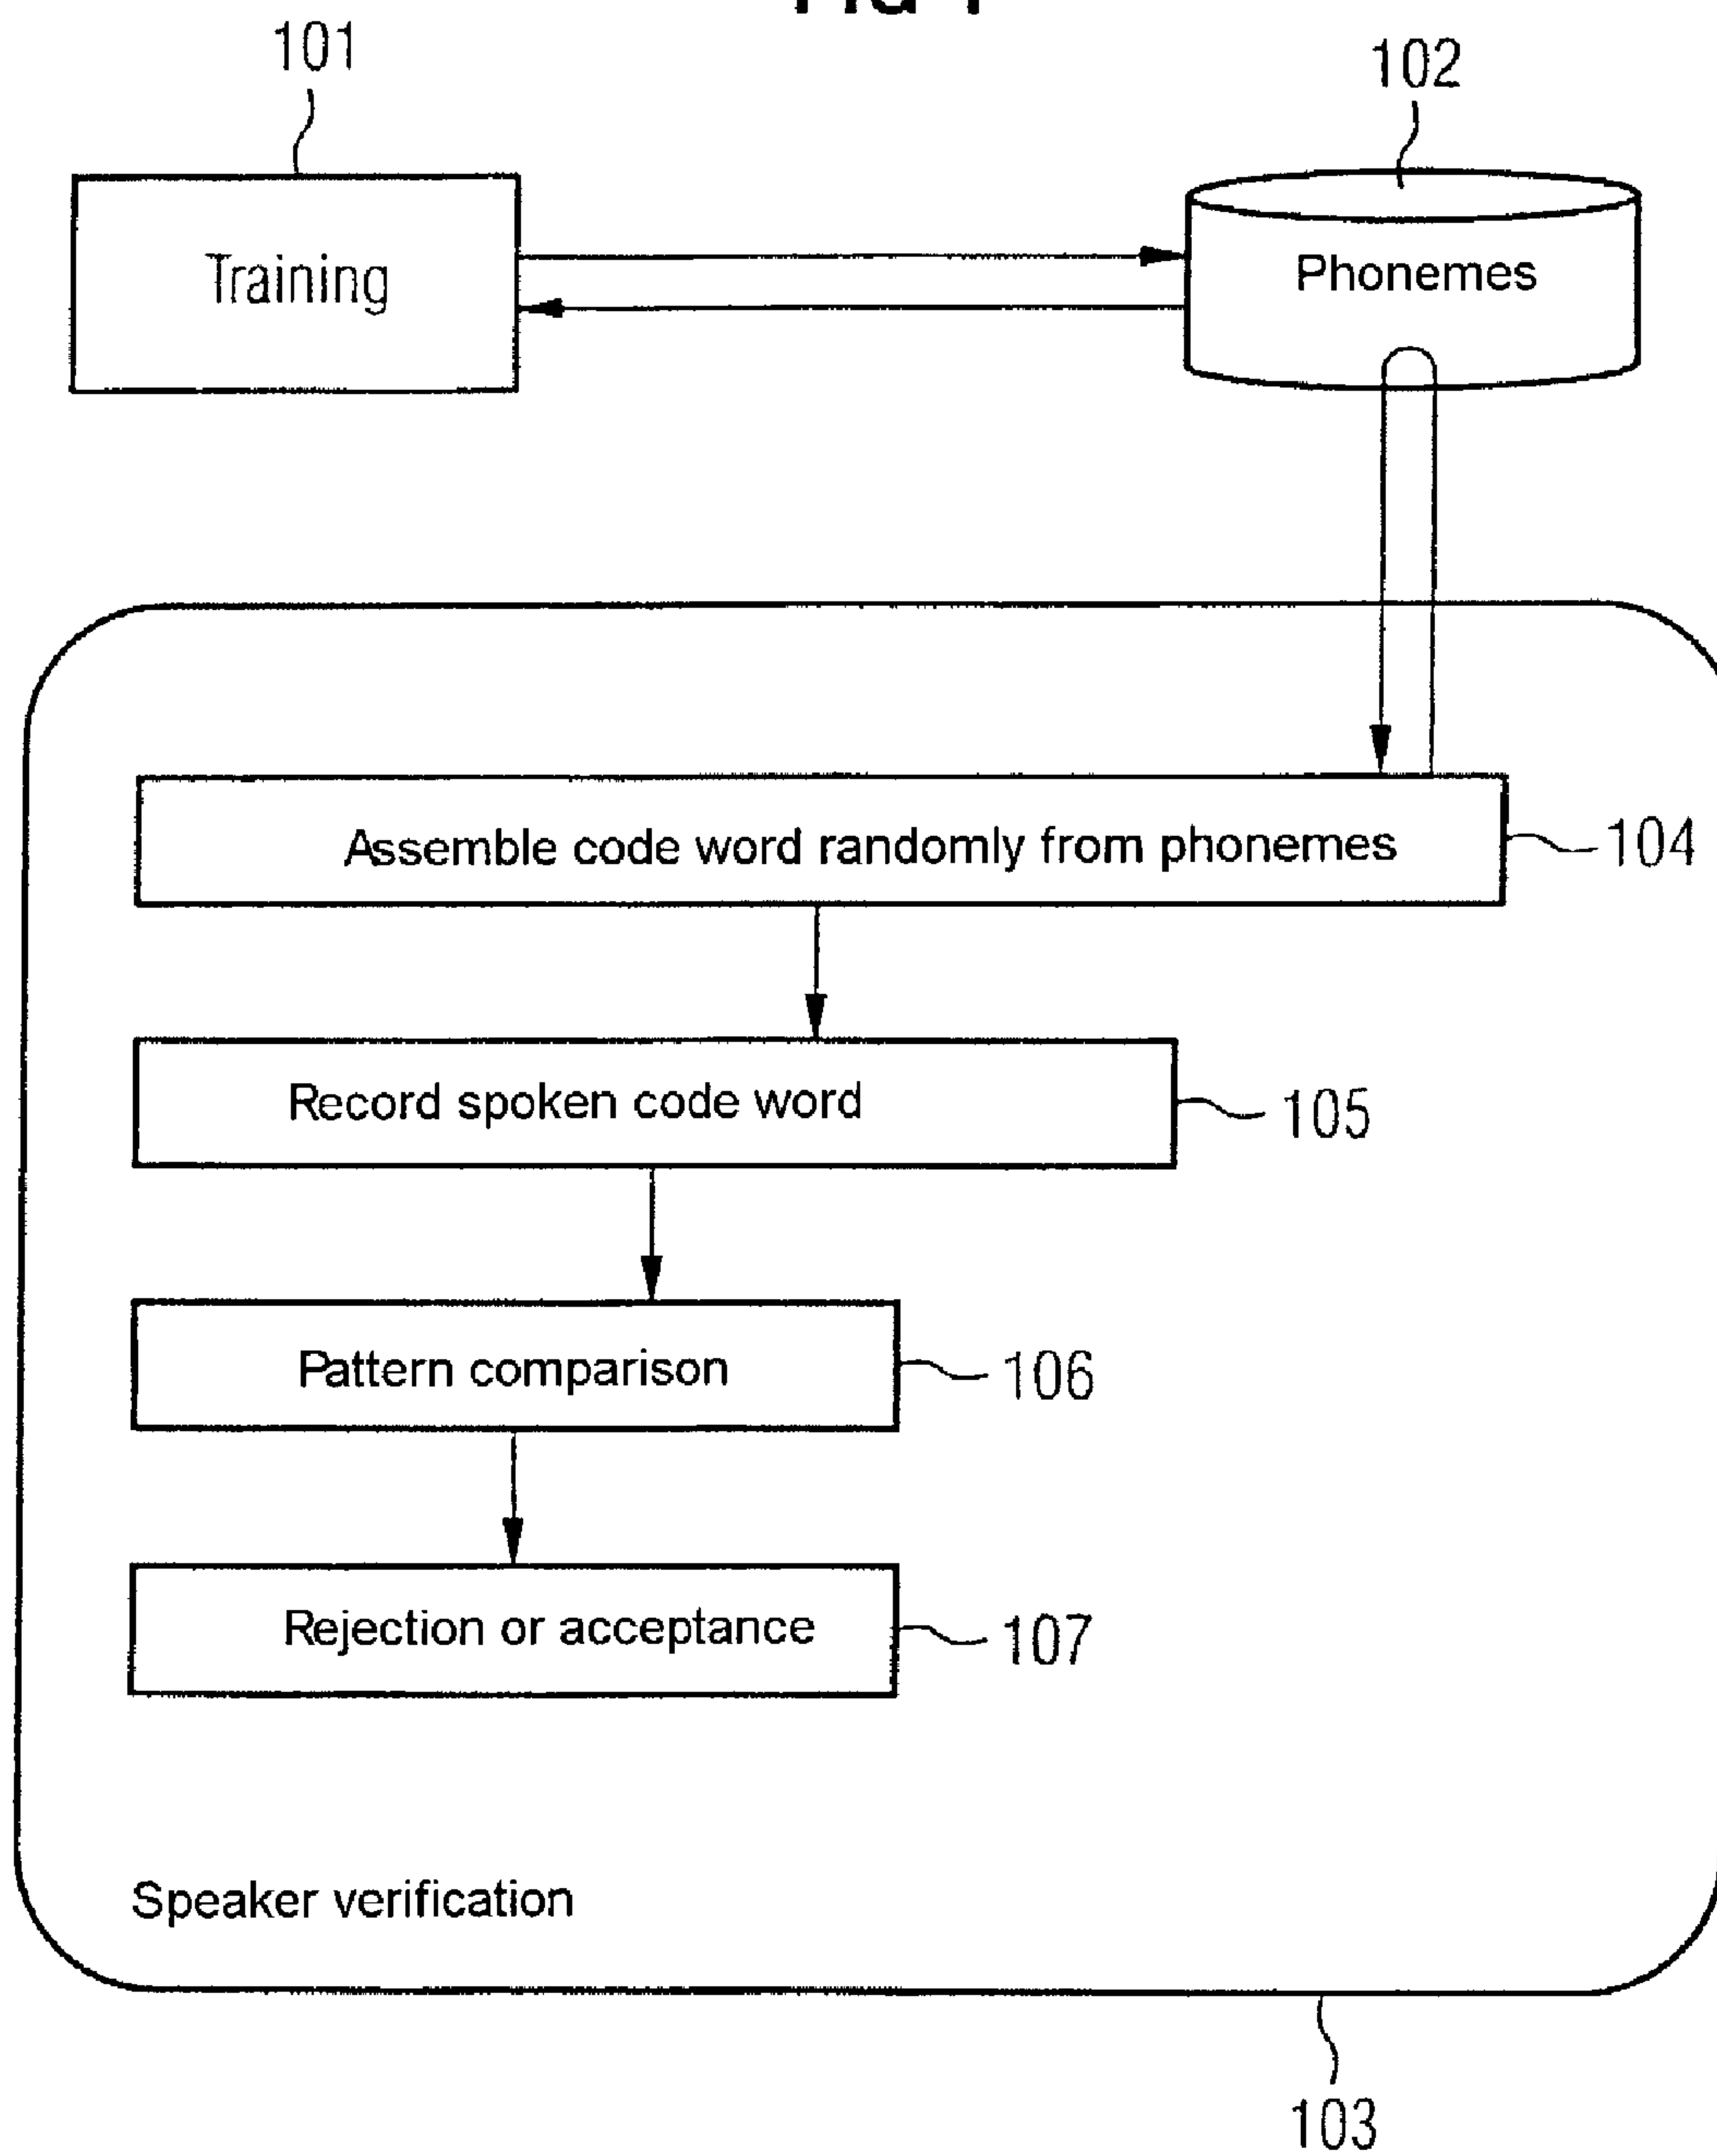 101
102
Training
Phonemes
Assemble code word randomly from phonemes
104
Record spoken code word
105
Pattern comparison
106
Rejection or acceptance
107
Speaker verification
103